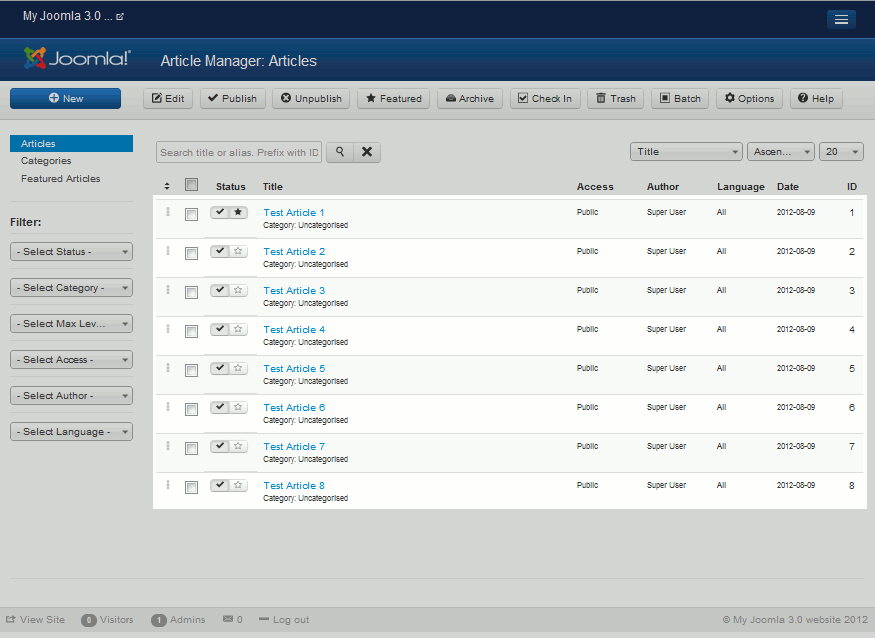 My Joomla 3.0 ...
Joomla!® Article Manager: Articles
New Edit Publish Unpublish Featured Archive Check In Trash Batch Options Help
Articles
Categories
Featured Articles
Filter:
- Select Status -
- Select Category -
- Select Max Lev...
- Select Access -
- Select Author -
- Select Language -
Search title or alias. Prefix with ID
Title Ascen... 20
Status Title Access Author Language Date ID
Test Article 1 Public Super User All 2012-08-09 1
Category: Uncategorised
Test Article 2 Public Super User All 2012-08-09 2
Category: Uncategorised
Test Article 3 Public Super User All 2012-08-09 3
Category: Uncategorised
Test Article 4 Public Super User All 2012-08-09 4
Category: Uncategorised
Test Article 5 Public Super User All 2012-08-09 5
Category: Uncategorised
Test Article 6 Public Super User All 2012-08-09 6
Category: Uncategorised
Test Article 7 Public Super User All 2012-08-09 7
Category: Uncategorised
Test Article 8 Public Super User All 2012-08-09 8
Category: Uncategorised
View Site 0 Visitors 1 Admins 0 Log out © My Joomla 3.0 website 2012